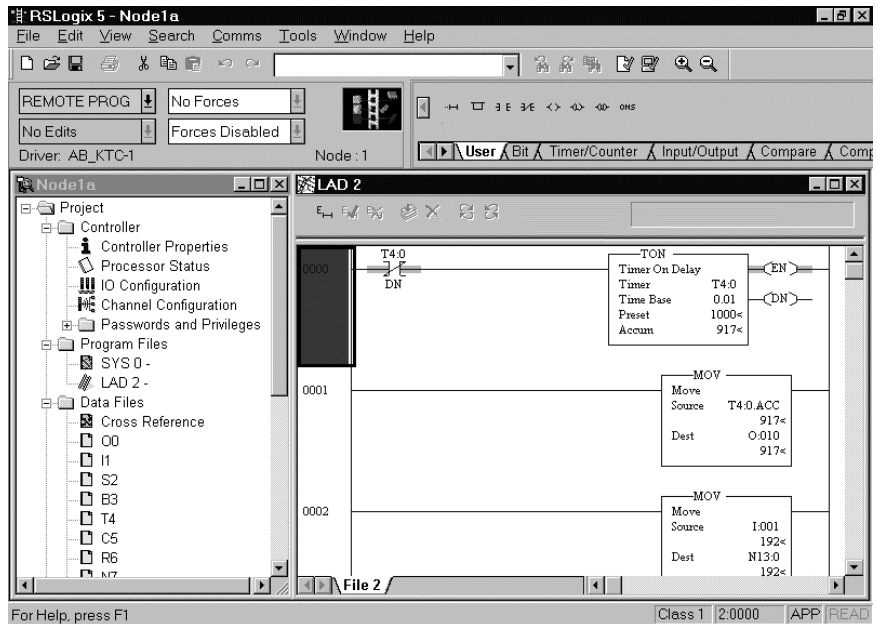 RSLogix 5 - Node1a
File Edit View Search Comms Tools Window Help
REMOTE PROG No Forces
No Edits Forces Disabled
Driver: AB_KTC-1 Node : 1
ONS
User Bit Timer/Counter Input/Output Compare Comp
Node1a
Project
Controller
Controller Properties
Processor Status
IO Configuration
Channel Configuration
Passwords and Privileges
Program Files
SYS 0 -
LAD 2 -
Data Files
Cross Reference
O0
I1
S2
B3
T4
C5
R6
N7
LAD 2
0000
T4:0
DN
TON
Timer On Delay
Timer T4:0
Time Base 0.01
Preset 1000<
Accum 917<
EN
DN
0001
MOV
Move
Source T4:0.ACC
917<
Dest O:010
917<
0002
MOV
Move
Source I:001
192<
Dest N13:0
192<
File 2
For Help, press F1 Class 1 2:0000 APP READ